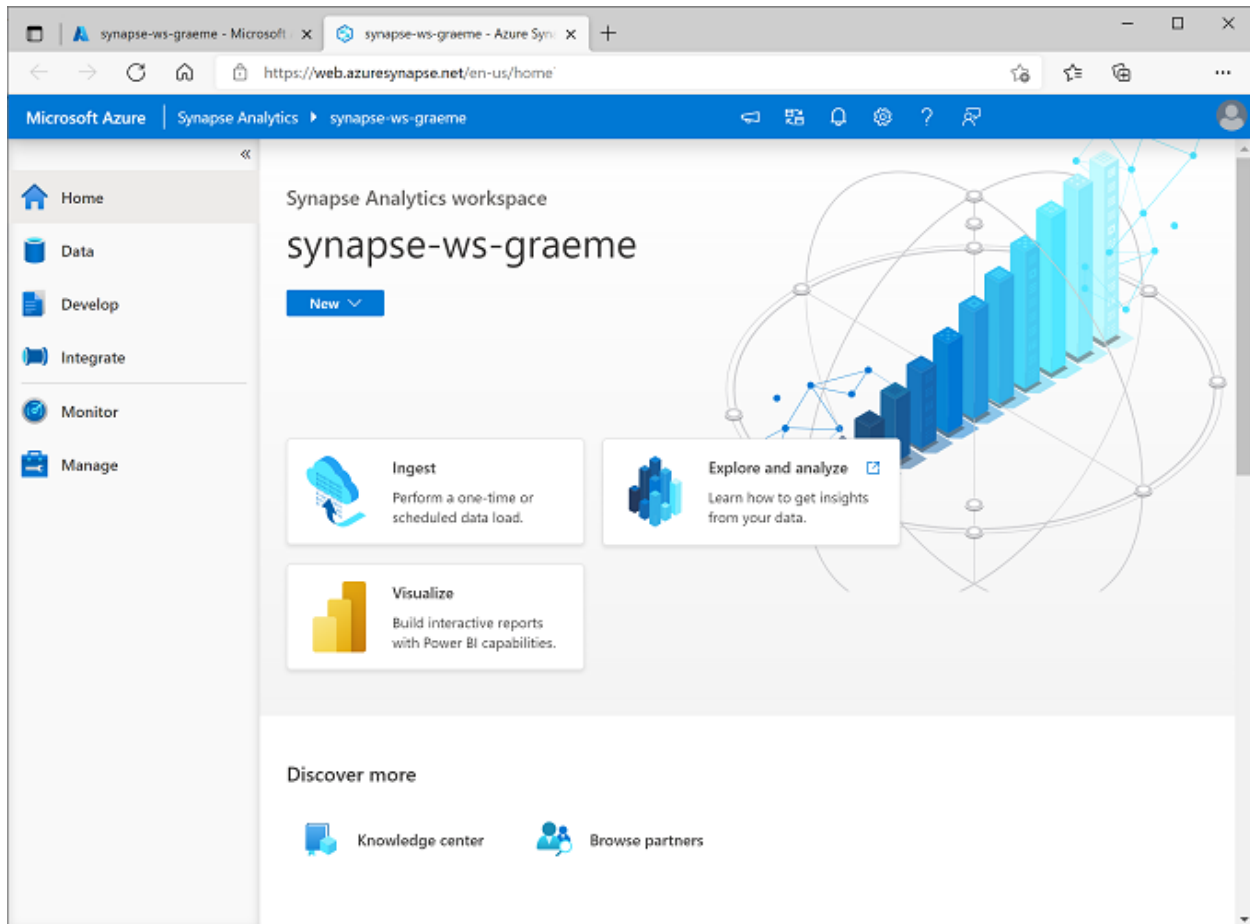 synapse-ws-graeme - Microsoft
synapse-ws-graeme - Azure Syn
https://web.azuresynapse.net/en-us/home
Microsoft Azure
Synapse Analytics
synapse-ws-graeme
Home
Data
Develop
Integrate
Monitor
Manage
Synapse Analytics workspace
synapse-ws-graeme
New
Ingest
Perform a one-time or
scheduled data load.
Explore and analyze
Learn how to get insights
from your data.
Visualize
Build interactive reports
with Power BI capabilities.
Discover more
Knowledge center
Browse partners